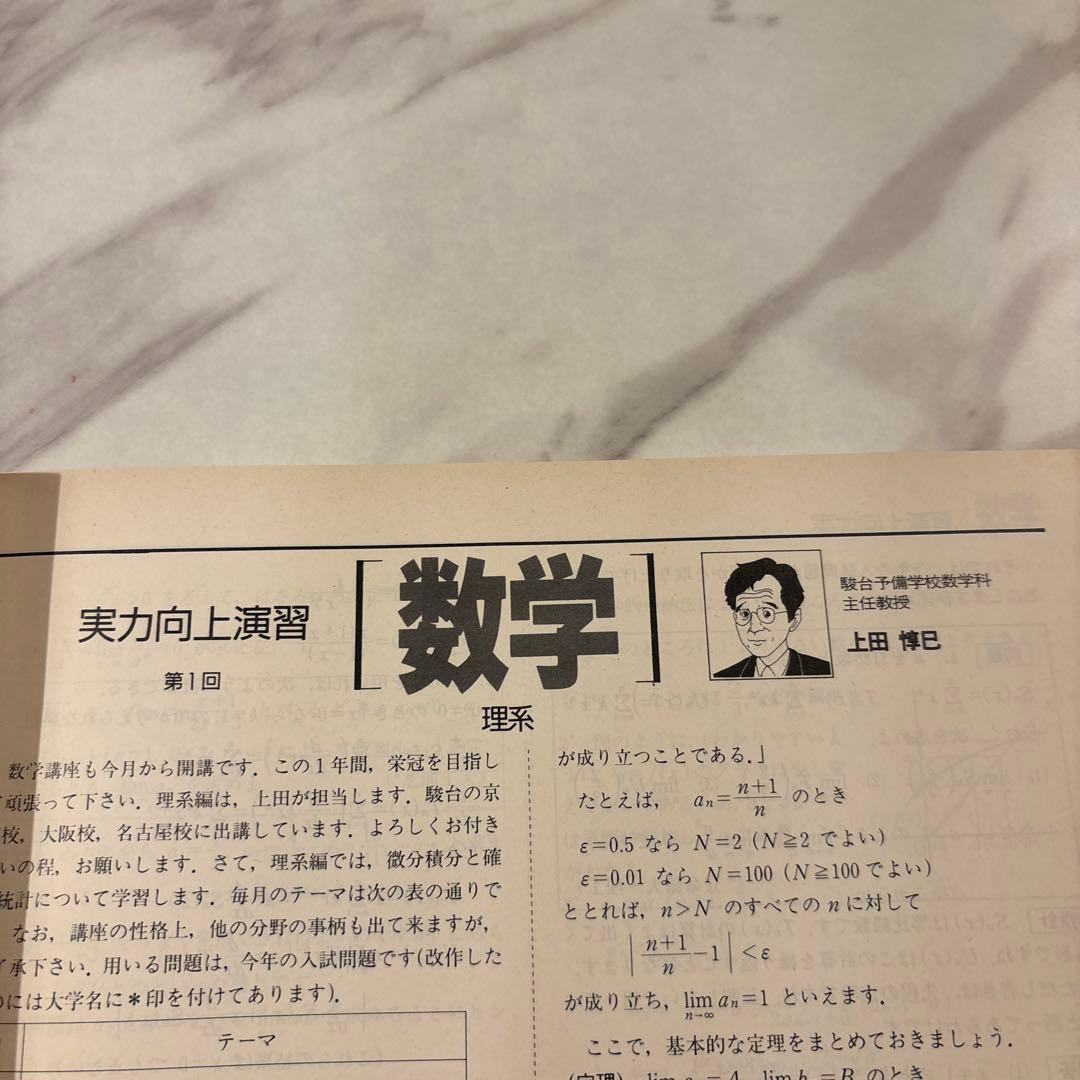 実力向上演習
第1回
[数学]
理系
駿台予備学校数学科
主任教授
上田 惇巳
数学講座も今月から開講です．この1年間，栄冠を目指し
頑張って下さい．理系編は，上田が担当します．駿台の京
校，大阪校，名古屋校に出講しています．よろしくお付き
いの程，お願いします．さて，理系編では，微分積分と確
統計について学習します．毎月のテーマは次の表の通りで
なお，講座の性格上，他の分野の事柄も出て来ますが，
了承下さい．用いる問題は，今年の入試問題です(改作した
のには大学名に＊印を付けてあります)．
テーマ
が成り立つことである．」
たとえば， aₙ=(n+1)/n のとき
ε=0.5 なら N=2 (N≧2 でよい)
ε=0.01 なら N=100 (N≧100でよい)
ととれば，n>N のすべての n に対して
|(n+1)/n −1|<ε
が成り立ち，lim n→∞ aₙ=1 といえます．
ここで，基本的な定理をまとめておきましょう．
(定理) lim aₙ=A, lim bₙ=B のとき